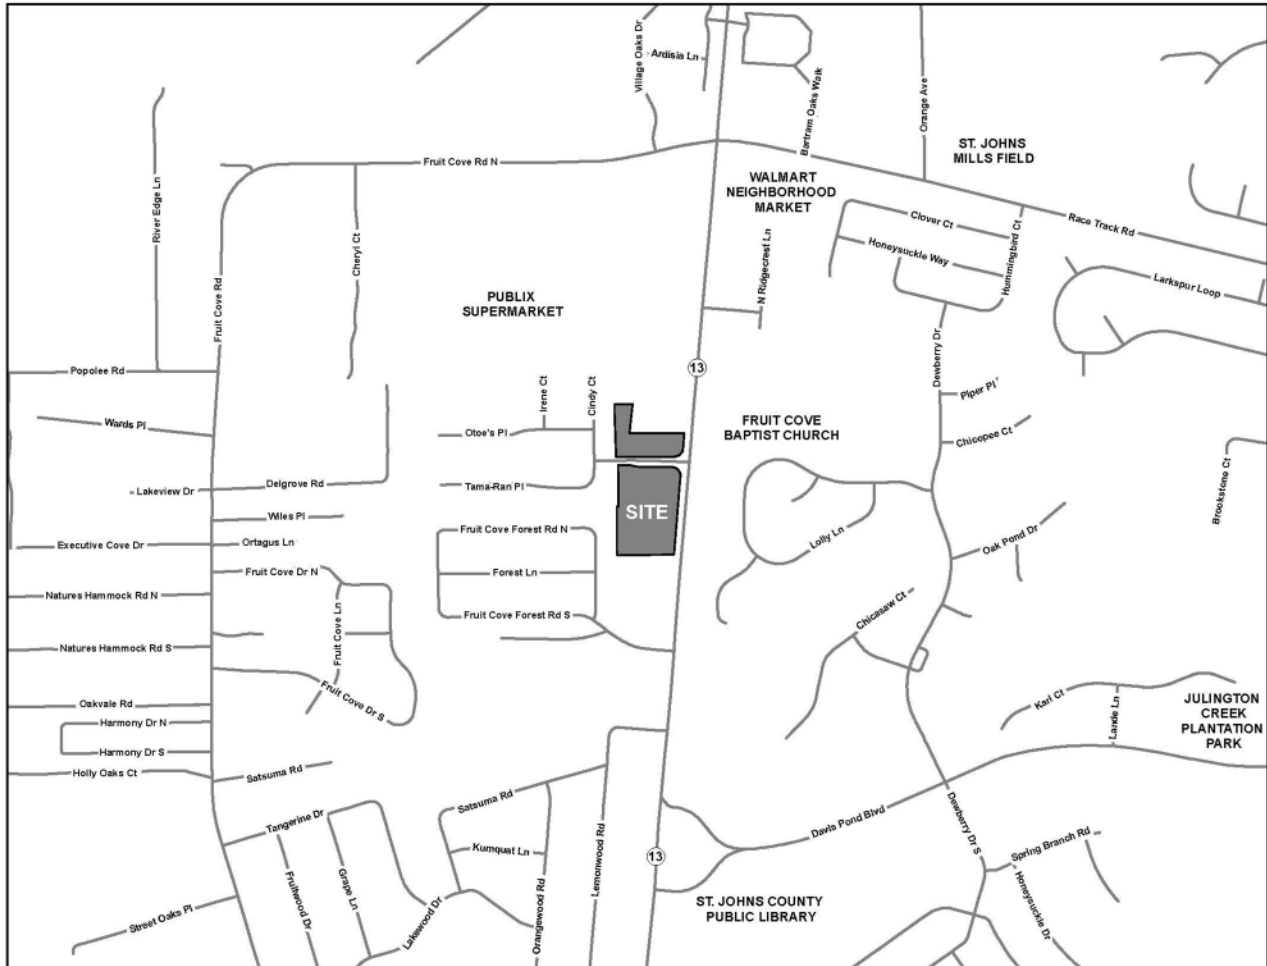 Village Oaks Dr
Ardisia Ln
Bartram Oaks Walk
Orange Ave
ST. JOHNS
MILLS FIELD
Fruit Cove Rd N
WALMART
NEIGHBORHOOD
MARKET
River Edge Ln
Cheryl Ct
Clover Ct
Race Track Rd
Honeysuckle Way
Hummingbird Ct
N Ridgecrest Ln
Larkspur Loop
Fruit Cove Rd
PUBLIX
SUPERMARKET
Dewberry Dr
Popolee Rd
13
Irene Ct
Cindy Ct
Piper Pl
Wards Pl
Otoe's Pl
FRUIT COVE
BAPTIST CHURCH
Chicopee Ct
Brookstone Ct
Lakeview Dr
Delgrove Rd
Tama-Ran Pl
SITE
Wiles Pl
Fruit Cove Forest Rd N
Lolly Ln
Oak Pond Dr
Executive Cove Dr
Ortagus Ln
Fruit Cove Dr N
Forest Ln
Natures Hammock Rd N
Fruit Cove Ln
Fruit Cove Forest Rd S
Chicasaw Ct
Natures Hammock Rd S
Fruit Cove Dr S
Oakvale Rd
Karl Ct
Landie Ln
JULINGTON
CREEK
PLANTATION
PARK
Harmony Dr N
Harmony Dr S
Holly Oaks Ct
Satsuma Rd
Satsuma Rd
Tangerine Dr
Davis Pond Blvd
Dewberry Dr S
Kumquat Ln
Lemonwood Rd
13
Spring Branch Rd
Grape Ln
Fruitwood Dr
Lakewood Dr
Orangewood Rd
Honeysuckle Dr
Street Oaks Pl
ST. JOHNS COUNTY
PUBLIC LIBRARY